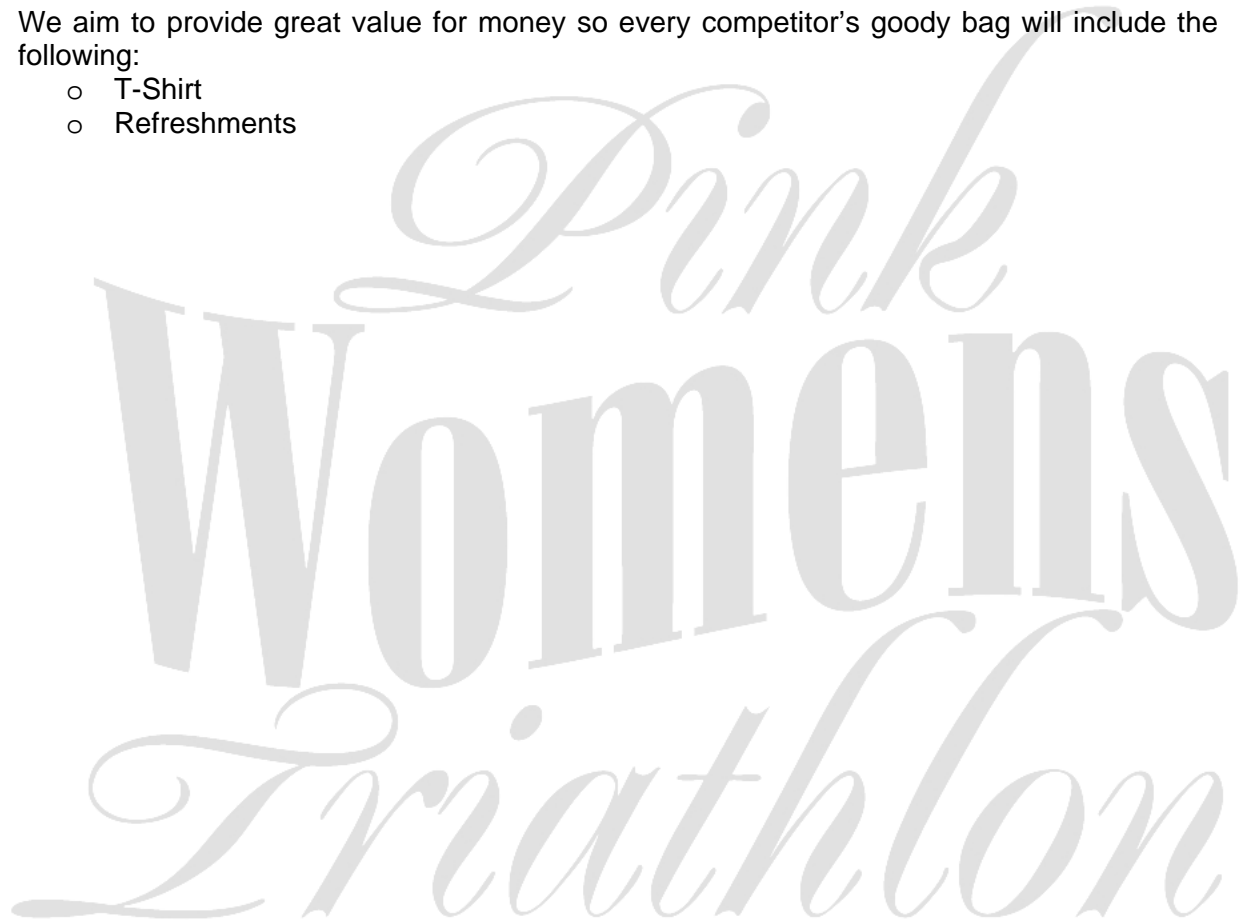 We aim to provide great value for money so every competitor’s goody bag will include the
following:
o T-Shirt
o Refreshments
Pink
Womens
Triathlon